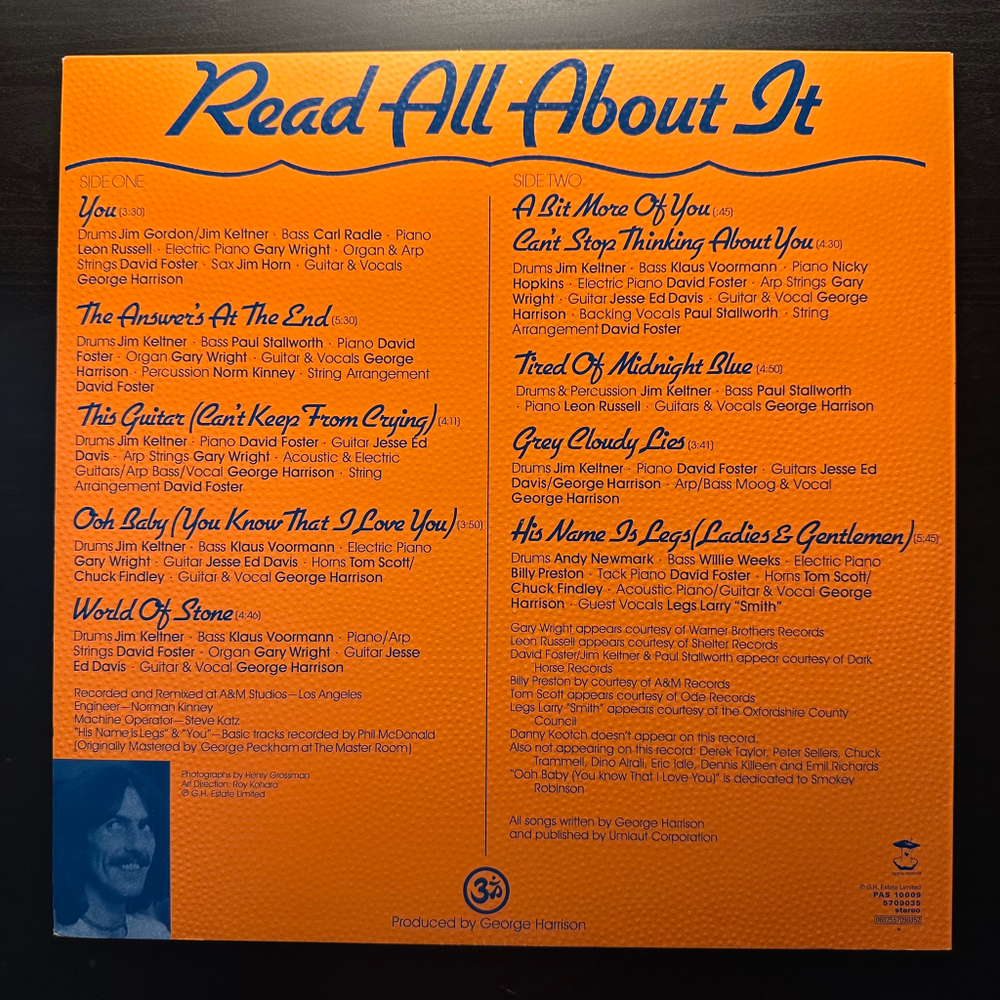 Read All About It
SIDE ONE
You (3:30)
Drums Jim Gordon/Jim Keltner · Bass Carl Radle · Piano
Leon Russell · Electric Piano Gary Wright · Organ & Arp
Strings David Foster · Sax Jim Horn · Guitar & Vocals
George Harrison
The Answer's At The End (5:30)
Drums Jim Keltner · Bass Paul Stallworth · Piano David
Foster · Organ Gary Wright · Guitar & Vocals George
Harrison · Percussion Norm Kinney · String Arrangement
David Foster
This Guitar (Can't Keep From Crying) (4:11)
Drums Jim Keltner · Piano David Foster · Guitar Jesse Ed
Davis · Arp Strings Gary Wright · Acoustic & Electric
Guitars/Arp Bass/Vocal George Harrison · String
Arrangement David Foster
Ooh Baby (You Know That I Love You) (3:50)
Drums Jim Keltner · Bass Klaus Voormann · Electric Piano
Gary Wright · Guitar Jesse Ed Davis · Horns Tom Scott/
Chuck Findley · Guitar & Vocal George Harrison
World Of Stone (4:46)
Drums Jim Keltner · Bass Klaus Voormann · Piano/Arp
Strings David Foster · Organ Gary Wright · Guitar Jesse
Ed Davis · Guitar & Vocal George Harrison
Recorded and Remixed at A&M Studios—Los Angeles
Engineer—Norman Kinney
Machine Operator—Steve Katz
"His Name is Legs" & "You"—Basic tracks recorded by Phil McDonald
(Originally Mastered by George Peckham at The Master Room)
Photographs by Henry Grossman
Art Direction: Roy Kohara
℗ G.H. Estate Limited
SIDE TWO
A Bit More Of You (:45)
Can't Stop Thinking About You (4:30)
Drums Jim Keltner · Bass Klaus Voormann · Piano Nicky
Hopkins · Electric Piano David Foster · Arp Strings Gary
Wright · Guitar Jesse Ed Davis · Guitar & Vocal George
Harrison · Backing Vocals Paul Stallworth · String
Arrangement David Foster
Tired Of Midnight Blue (4:50)
Drums & Percussion Jim Keltner · Bass Paul Stallworth
· Piano Leon Russell · Guitars & Vocals George Harrison
Grey Cloudy Lies (3:41)
Drums Jim Keltner · Piano David Foster · Guitars Jesse Ed
Davis/George Harrison · Arp/Bass Moog & Vocal
George Harrison
His Name Is Legs (Ladies & Gentlemen) (5.45)
Drums Andy Newmark · Bass Willie Weeks · Electric Piano
Billy Preston · Tack Piano David Foster · Horns Tom Scott/
Chuck Findley · Acoustic Piano/Guitar & Vocal George
Harrison · Guest Vocals Legs Larry "Smith"
Gary Wright appears courtesy of Warner Brothers Records
Leon Russell appears courtesy of Shelter Records
David Foster/Jim Keltner & Paul Stallworth appear courtesy of Dark
Horse Records
Billy Preston by courtesy of A&M Records
Tom Scott appears courtesy of Ode Records
Legs Larry "Smith" appears courtesy of the Oxfordshire County
Council
Danny Kootch doesn't appear on this record.
Also not appearing on this record: Derek Taylor, Peter Sellers, Chuck
Trammell, Dino Airali, Eric Idle, Dennis Killeen and Emil Richards
"Ooh Baby (You know That I Love You)" is dedicated to Smokey
Robinson
All songs written by George Harrison
and published by Umlaut Corporation
Produced by George Harrison
apple records
© G.H. Estate Limited
PAS 10009
5709035
stereo